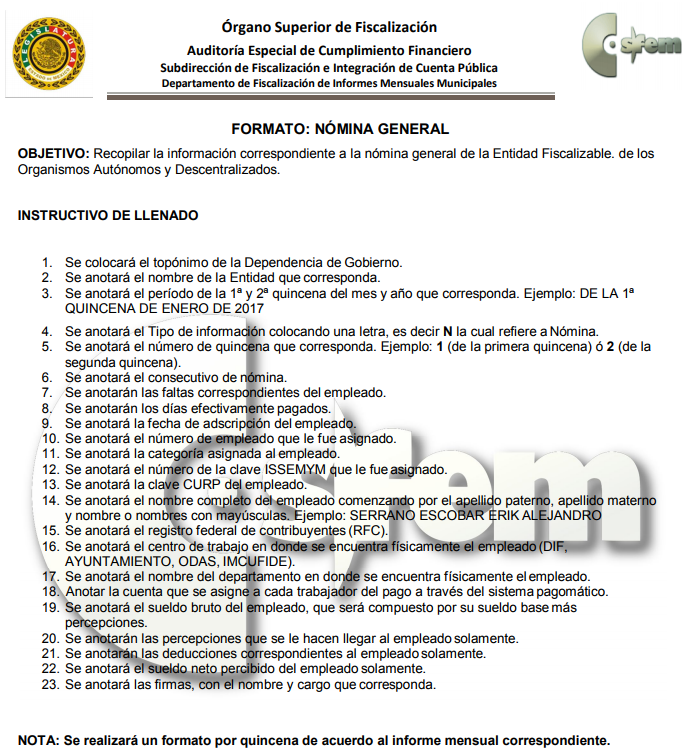 Órgano Superior de Fiscalización
Auditoría Especial de Cumplimiento Financiero
Subdirección de Fiscalización e Integración de Cuenta Pública
Departamento de Fiscalización de Informes Mensuales Municipales
LEGISLATURA
ESTADO DE MEXICO
osfem
FORMATO: NÓMINA GENERAL
OBJETIVO: Recopilar la información correspondiente a la nómina general de la Entidad Fiscalizable. de los
Organismos Autónomos y Descentralizados.
INSTRUCTIVO DE LLENADO
1. Se colocará el topónimo de la Dependencia de Gobierno.
2. Se anotará el nombre de la Entidad que corresponda.
3. Se anotará el período de la 1ª y 2ª quincena del mes y año que corresponda. Ejemplo: DE LA 1ª
QUINCENA DE ENERO DE 2017
4. Se anotará el Tipo de información colocando una letra, es decir N la cual refiere a Nómina.
5. Se anotará el número de quincena que corresponda. Ejemplo: 1 (de la primera quincena) ó 2 (de la
segunda quincena).
6. Se anotará el consecutivo de nómina.
7. Se anotarán las faltas correspondientes del empleado.
8. Se anotarán los días efectivamente pagados.
9. Se anotará la fecha de adscripción del empleado.
10. Se anotará el número de empleado que le fue asignado.
11. Se anotará la categoría asignada al empleado.
12. Se anotará el número de la clave ISSEMYM que le fue asignado.
13. Se anotará la clave CURP del empleado.
14. Se anotará el nombre completo de empleado comenzando por el apellido paterno, apellido materno
y nombre o nombres con mayúsculas. Ejemplo: SERRANO ESCOBAR ERIK ALEJANDRO
15. Se anotará el registro federal de contribuyentes (RFC).
16. Se anotará el centro de trabajo en donde se encuentra físicamente el empleado (DIF,
AYUNTAMIENTO, ODAS, IMCUFIDE).
17. Se anotará el nombre del departamento en donde se encuentra físicamente el empleado.
18. Anotar la cuenta que se asigne a cada trabajador del pago a través del sistema pagomático.
19. Se anotará el sueldo bruto del empleado, que será compuesto por su sueldo base más
percepciones.
20. Se anotarán las percepciones que se le hacen llegar al empleado solamente.
21. Se anotarán las deducciones correspondientes al empleado solamente.
22. Se anotará el sueldo neto percibido del empleado solamente.
23. Se anotará las firmas, con el nombre y cargo que corresponda.
osfem
NOTA: Se realizará un formato por quincena de acuerdo al informe mensual correspondiente.